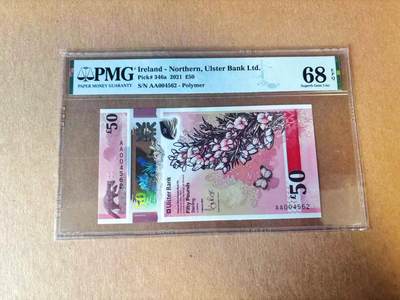 PMG
PAPER MONEY GUARANTY
Ireland - Northern, Ulster Bank Ltd.
Pick# 346a 2021 £50
S/N AA004562 - Polymer
68 EPQ
Superb Gem Unc
£50
AA004562
Ulster Bank
Fifty Pounds
Sterling
£50
AA004562